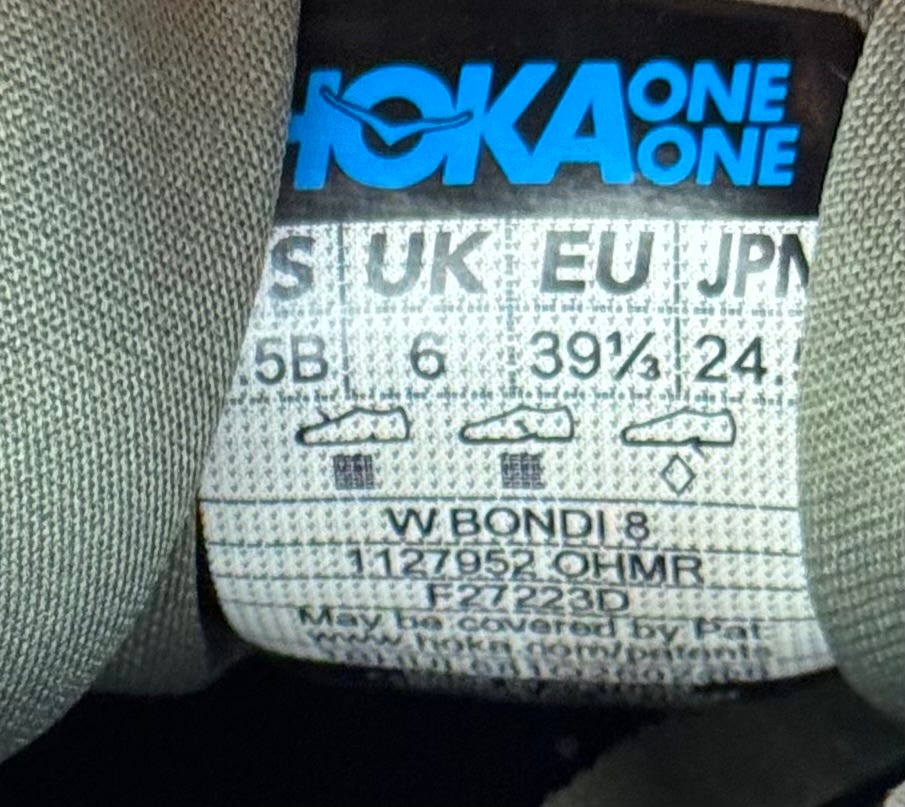 HOKA ONE ONE
S UK EU JPN
.5B 6 39⅓ 24.
W BONDI 8
1127952 OHMR
F27223D
May be covered by Pat
www.hoka.com/patents